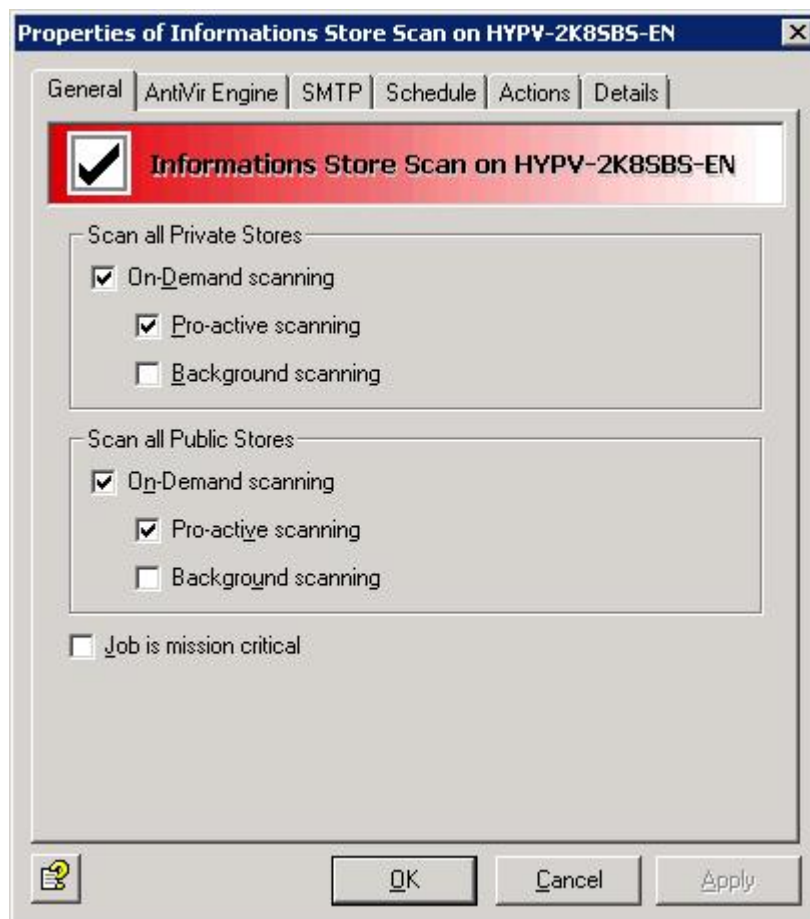 Properties of Informations Store Scan on HYPV-2K8SBS-EN
General AntiVir Engine SMTP Schedule Actions Details
Informations Store Scan on HYPV-2K8SBS-EN
Scan all Private Stores
On-Demand scanning
Pro-active scanning
Background scanning
Scan all Public Stores
On-Demand scanning
Pro-active scanning
Background scanning
Job is mission critical
OK Cancel Apply